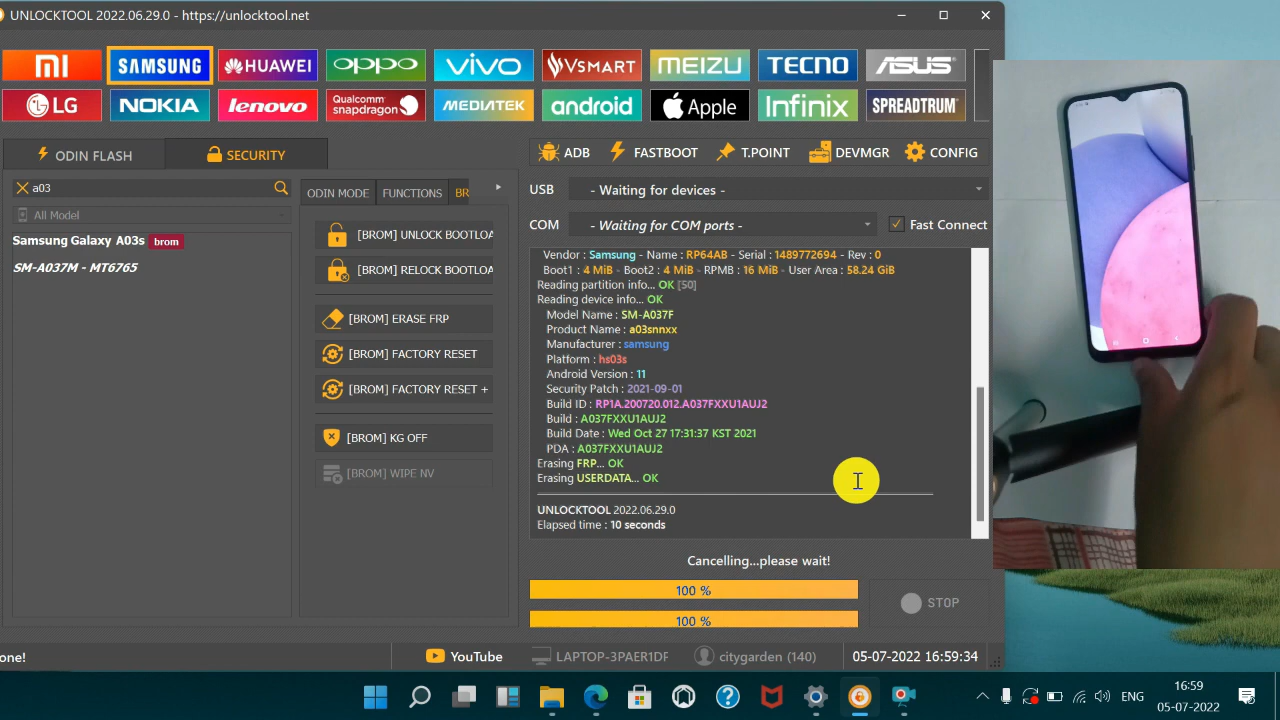 UNLOCKTOOL 2022.06.29.0 - https://unlocktool.net
MI SAMSUNG HUAWEI oppo vivo VSMART MEIZU TECNO ASUS
LG NOKIA lenovo Qualcomm snapdragon MEDIATEK android Apple Infinix SPREADTRUM
ODIN FLASH SECURITY
ADB FASTBOOT T.POINT DEVMGR CONFIG
a03
All Model
Samsung Galaxy A03s brom
SM-A037M - MT6765
ODIN MODE FUNCTIONS BR
[BROM] UNLOCK BOOTLOA
[BROM] RELOCK BOOTLOA
[BROM] ERASE FRP
[BROM] FACTORY RESET
[BROM] FACTORY RESET +
[BROM] KG OFF
[BROM] WIPE NV
USB - Waiting for devices -
COM - Waiting for COM ports - Fast Connect
Vendor : Samsung - Name : RP64AB - Serial : 1489772694 - Rev : 0
Boot1 : 4 MiB - Boot2 : 4 MiB - RPMB : 16 MiB - User Area : 58.24 GiB
Reading partition info... OK [50]
Reading device info... OK
Model Name : SM-A037F
Product Name : a03snnxx
Manufacturer : samsung
Platform : hs03s
Android Version : 11
Security Patch : 2021-09-01
Build ID : RP1A.200720.012.A037FXXU1AUJ2
Build : A037FXXU1AUJ2
Build Date : Wed Oct 27 17:31:37 KST 2021
PDA : A037FXXU1AUJ2
Erasing FRP... OK
Erasing USERDATA... OK
UNLOCKTOOL 2022.06.29.0
Elapsed time : 10 seconds
Cancelling...please wait!
100 %
100 %
STOP
one!
YouTube LAPTOP-3PAER1DF citygarden (140) 05-07-2022 16:59:34
ENG
16:59
05-07-2022